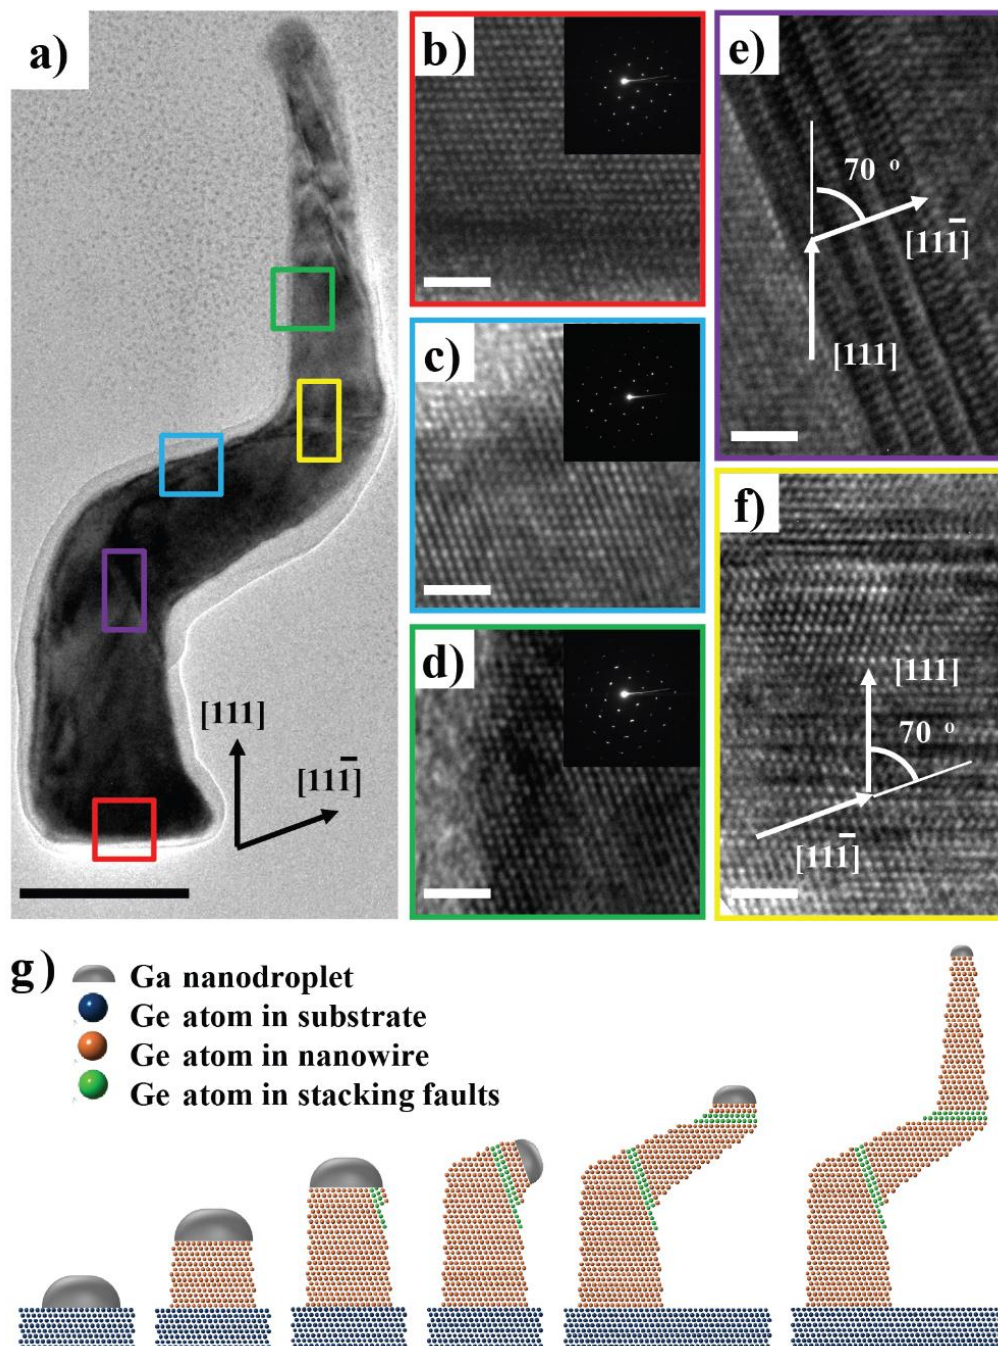 a)
[111]
[111̅]
b)
c)
d)
e)
70 °
[111̅]
[111]
f)
[111]
70 °
[111̅]
g)
Ga nanodroplet
Ge atom in substrate
Ge atom in nanowire
Ge atom in stacking faults